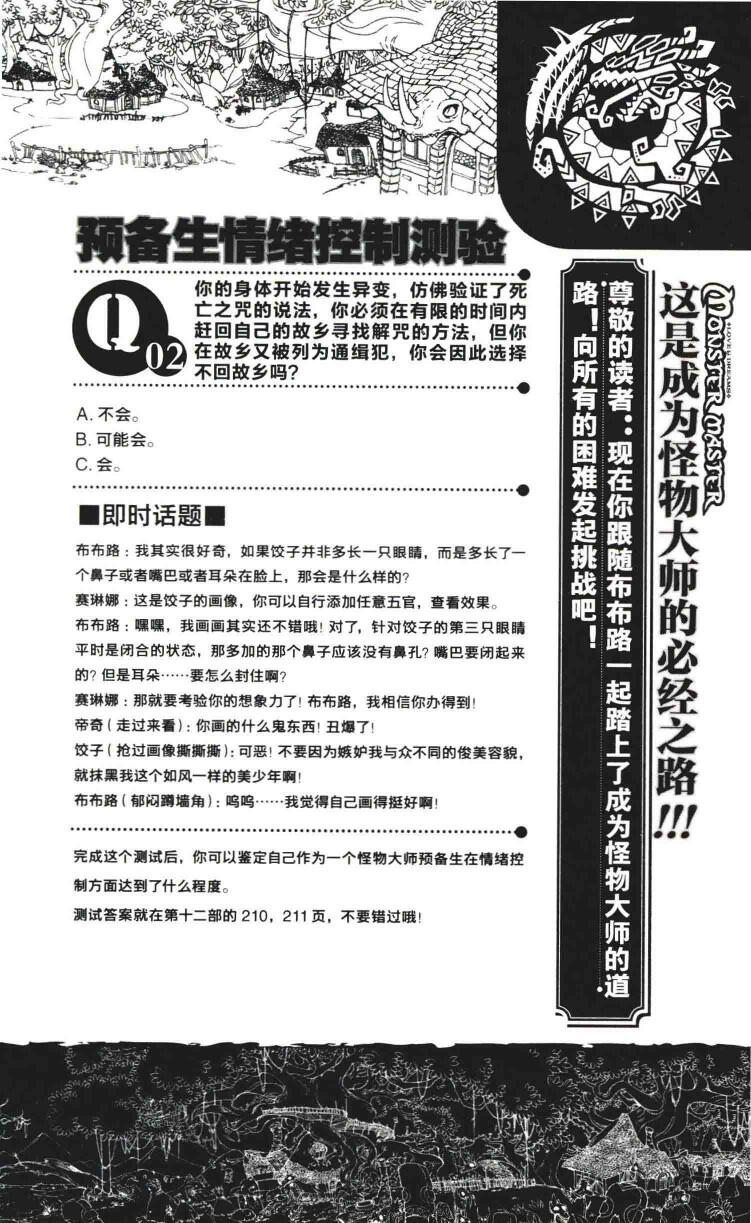 预备生情绪控制测验
Q02
你的身体开始发生异变，仿佛验证了死
亡之咒的说法，你必须在有限的时间内
赶回自己的故乡寻找解咒的方法，但你
在故乡又被列为通缉犯，你会因此选择
不回故乡吗？
A. 不会。
B. 可能会。
C. 会。
■即时话题■
布布路：我其实很好奇，如果饺子并非多长一只眼睛，而是多长了一
个鼻子或者嘴巴或者耳朵在脸上，那会是什么样的？
赛琳娜：这是饺子的画像，你可以自行添加任意五官，查看效果。
布布路：嘿嘿，我画画其实还不错哦！对了，针对饺子的第三只眼睛
平时是闭合的状态，那多加的那个鼻子应该没有鼻孔？嘴巴要闭起来
的？但是耳朵……要怎么封住啊？
赛琳娜：那就要考验你的想象力了！布布路，我相信你办得到！
帝奇（走过来看）：你画的什么鬼东西！丑爆了！
饺子（抢过画像撕撕撕）：可恶！不要因为嫉妒我与众不同的俊美容貌，
就抹黑我这个如风一样的美少年啊！
布布路（郁闷蹲墙角）：呜呜……我觉得自己画得挺好啊！
完成这个测试后，你可以鉴定自己作为一个怪物大师预备生在情绪控
制方面达到了什么程度。
测试答案就在第十二部的 210，211 页，不要错过哦！
MONSTER MASTER
LOVE & DREAMS
这是成为怪物大师的必经之路!!!
尊敬的读者：现在你跟随布布路一起踏上了成为怪物大师的道
路！向所有的困难发起挑战吧！